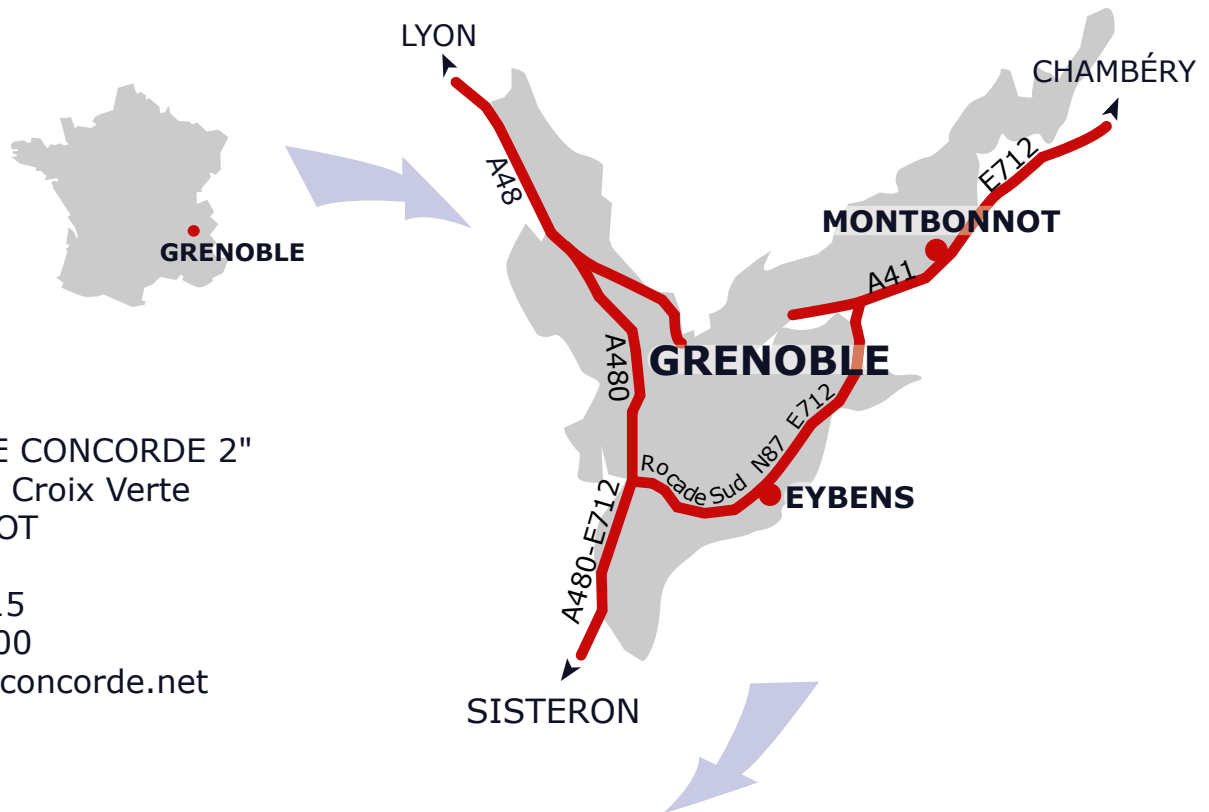 LYON
CHAMBÉRY
E712
A48
MONTBONNOT
GRENOBLE
A41
GRENOBLE
A480
E712
N87
Rocade Sud
EYBENS
A480-E712
E CONCORDE 2"
Croix Verte
OT
15
00
concorde.net
SISTERON